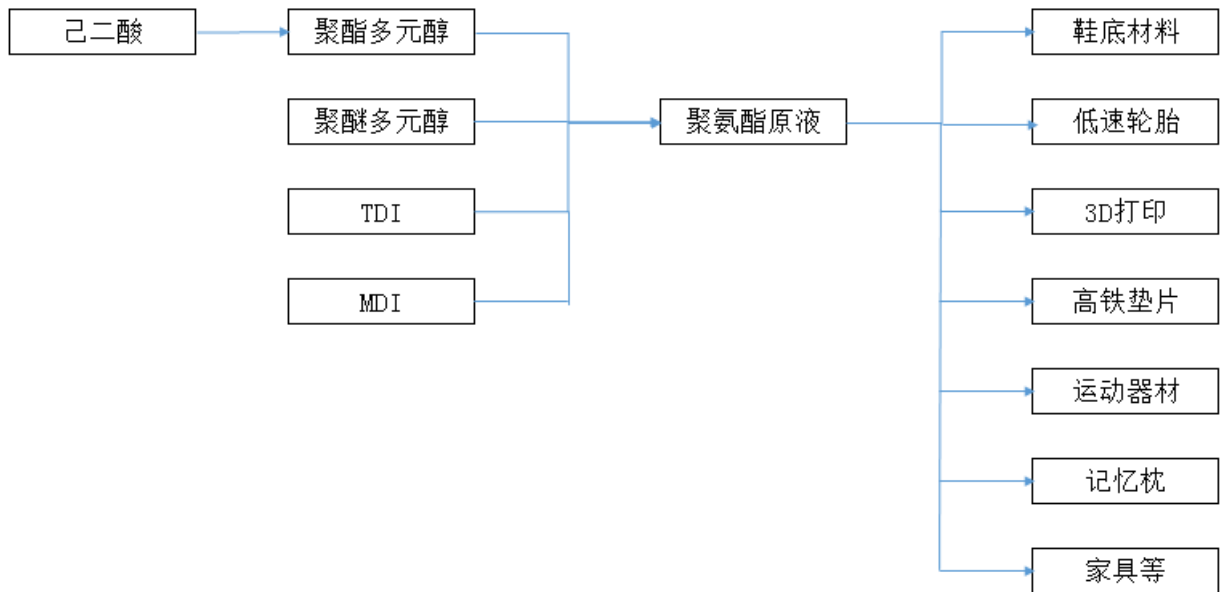 己二酸
聚酯多元醇
聚醚多元醇
TDI
MDI
聚氨酯原液
鞋底材料
低速轮胎
3D打印
高铁垫片
运动器材
记忆枕
家具等